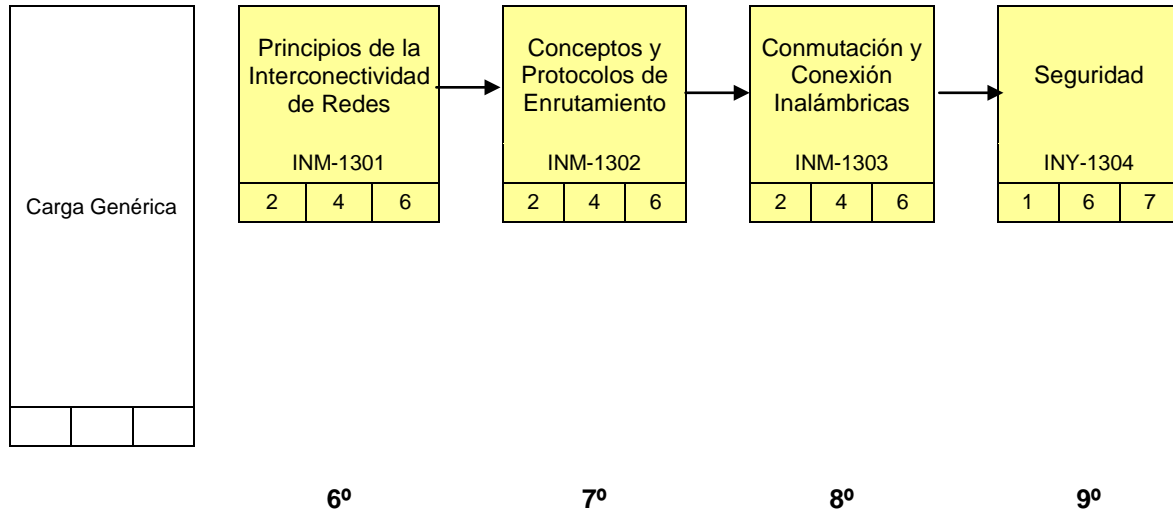 Carga Genérica
Principios de la
Interconectividad
de Redes
INM-1301
2 4 6
Conceptos y
Protocolos de
Enrutamiento
INM-1302
2 4 6
Conmutación y
Conexión
Inalámbricas
INM-1303
2 4 6
Seguridad
INY-1304
1 6 7
6º 7º 8º 9º